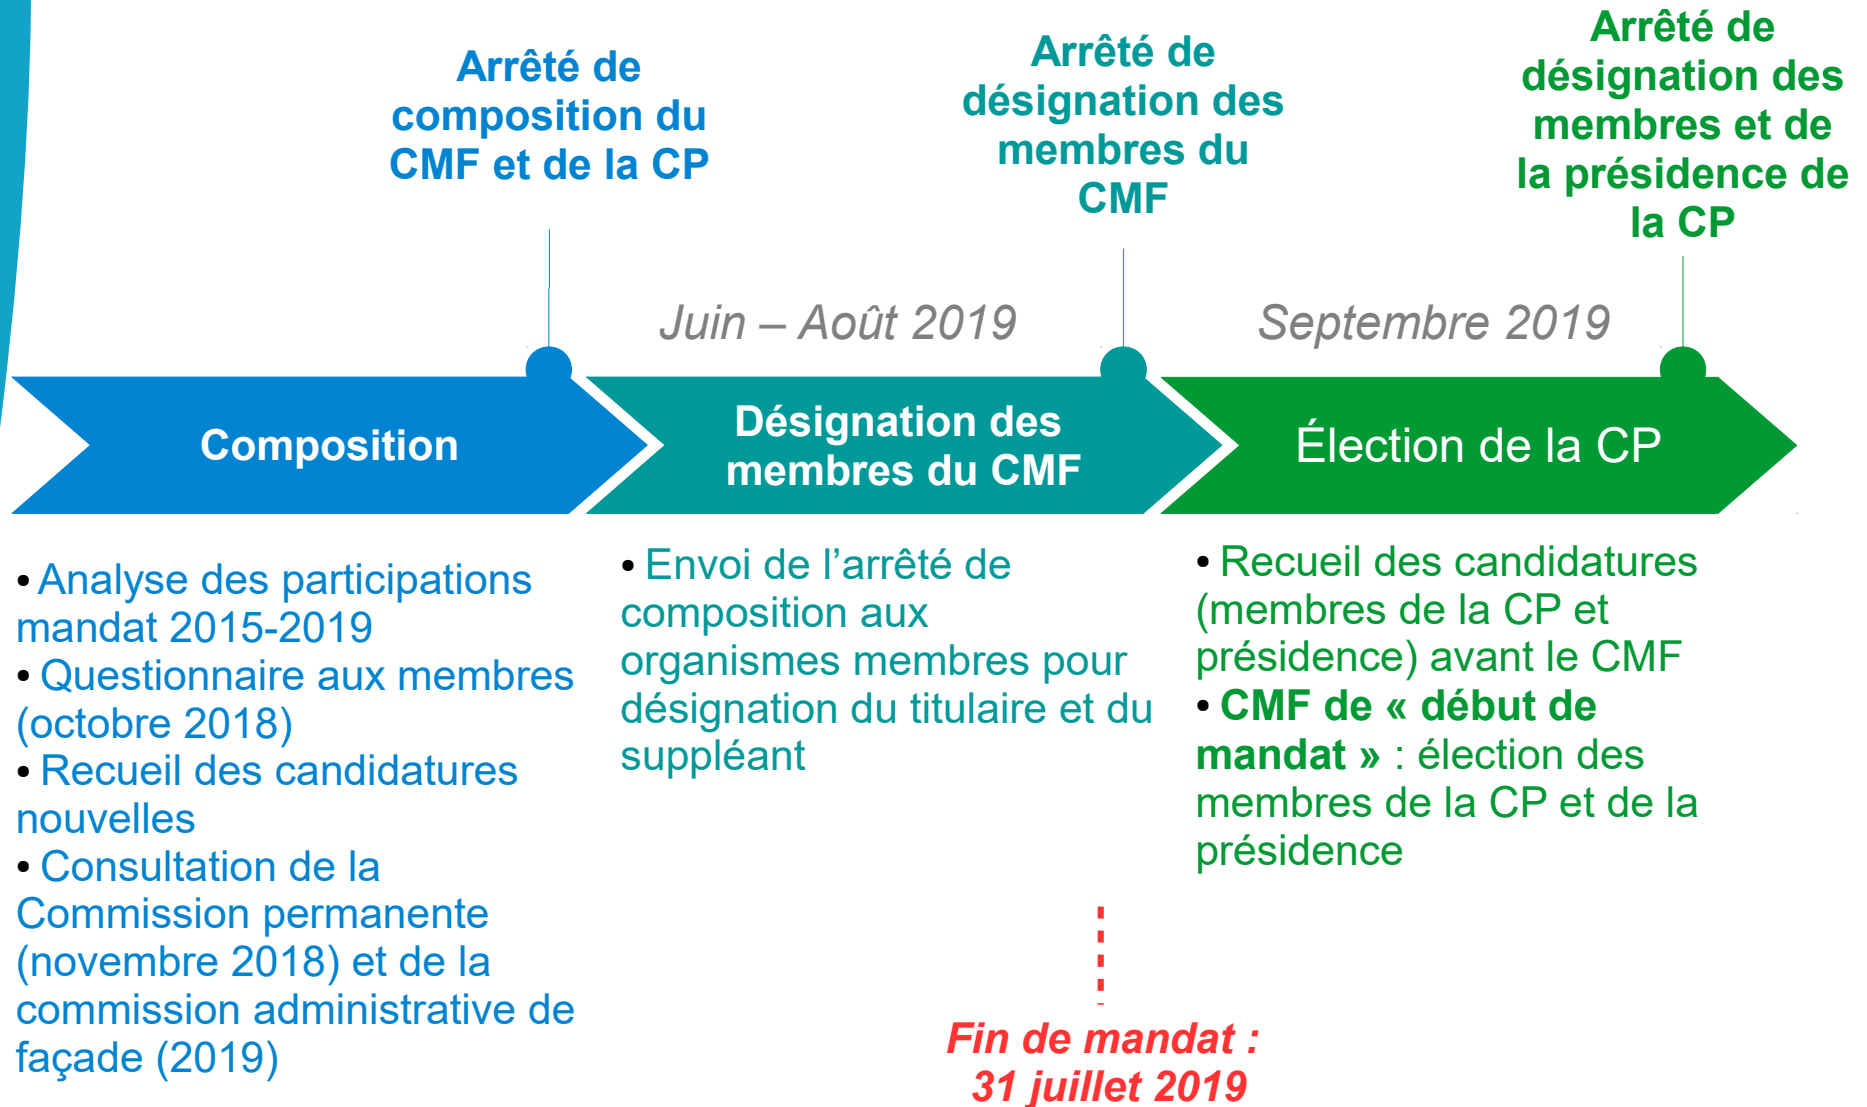 Arrêté de
composition du
CMF et de la CP
Arrêté de
désignation des
membres du
CMF
Arrêté de
désignation des
membres et de
la présidence de
la CP
Juin – Août 2019
Septembre 2019
Composition
Désignation des
membres du CMF
Élection de la CP
• Analyse des participations
mandat 2015-2019
• Questionnaire aux membres
(octobre 2018)
• Recueil des candidatures
nouvelles
• Consultation de la
Commission permanente
(novembre 2018) et de la
commission administrative de
façade (2019)
• Envoi de l’arrêté de
composition aux
organismes membres pour
désignation du titulaire et du
suppléant
• Recueil des candidatures
(membres de la CP et
présidence) avant le CMF
• CMF de « début de
mandat » : élection des
membres de la CP et de la
présidence
Fin de mandat :
31 juillet 2019